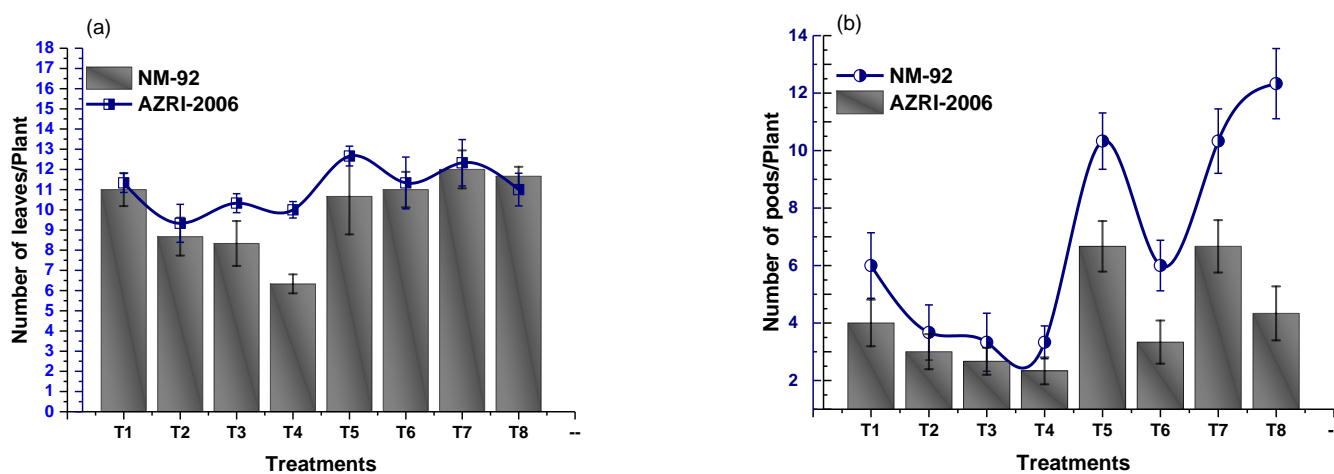 (a)
Number of leaves/Plant
18
17
16
15
14
13
12
11
10
9
8
7
6
5
4
3
2
1
0
NM-92
AZRI-2006
T1 T2 T3 T4 T5 T6 T7 T8 --
Treatments
(b)
Number of pods/Plant
14
12
10
8
6
4
2
NM-92
AZRI-2006
T1 T2 T3 T4 T5 T6 T7 T8 --
Treatments